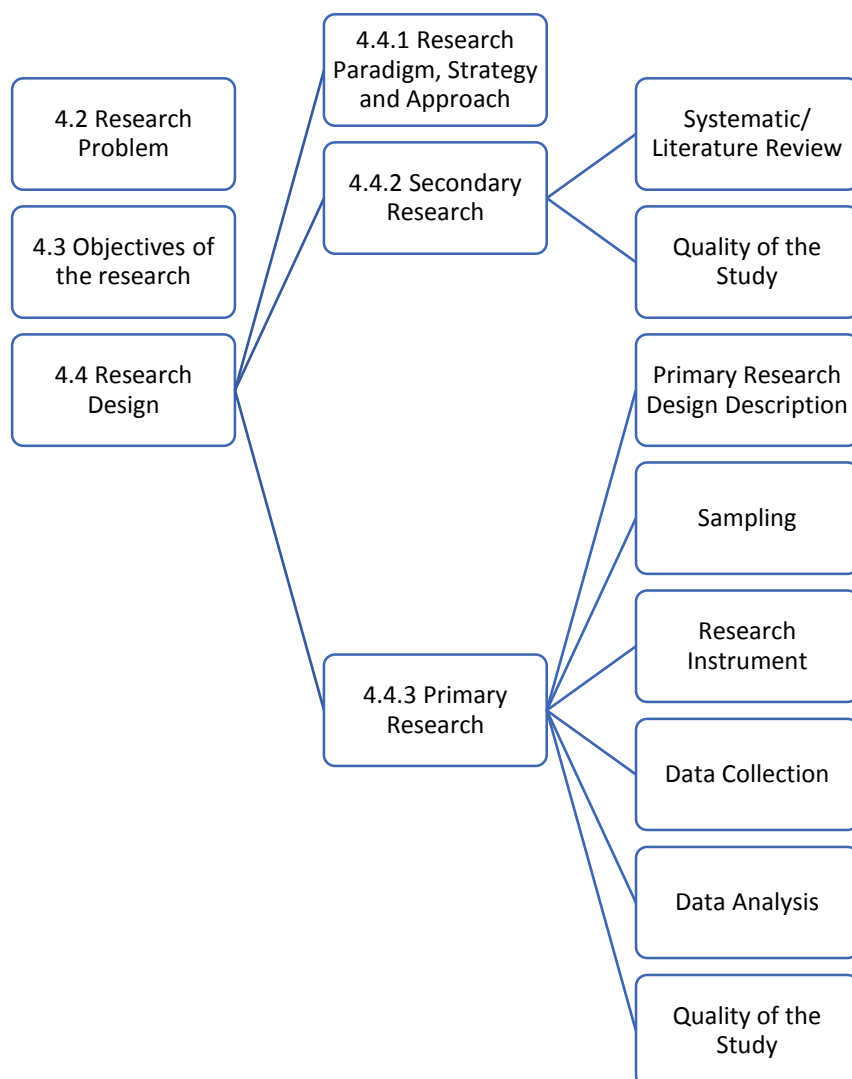 4.2 Research
Problem
4.3 Objectives of
the research
4.4 Research
Design
4.4.1 Research
Paradigm, Strategy
and Approach
4.4.2 Secondary
Research
Systematic/
Literature Review
Quality of the
Study
4.4.3 Primary
Research
Primary Research
Design Description
Sampling
Research
Instrument
Data Collection
Data Analysis
Quality of the
Study